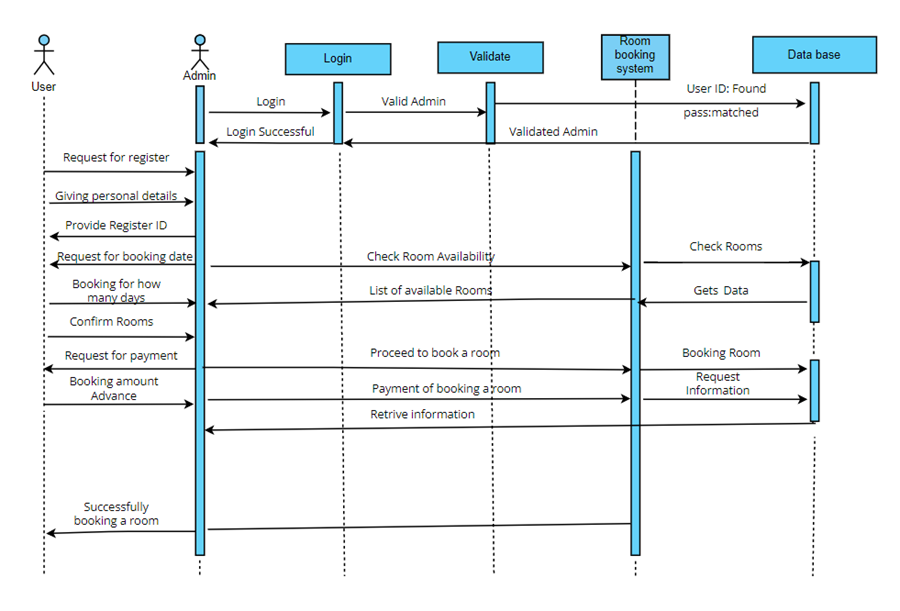 User
Admin
Login
Validate
Room
booking
system
Data base
Login
Valid Admin
User ID: Found
pass:matched
Login Successful
Validated Admin
Request for register
Giving personal details
Provide Register ID
Request for booking date
Check Room Availability
Check Rooms
Booking for how
many days
List of available Rooms
Gets Data
Confirm Rooms
Request for payment
Proceed to book a room
Booking Room
Booking amount
Advance
Payment of booking a room
Request
Information
Retrive information
Successfully
booking a room